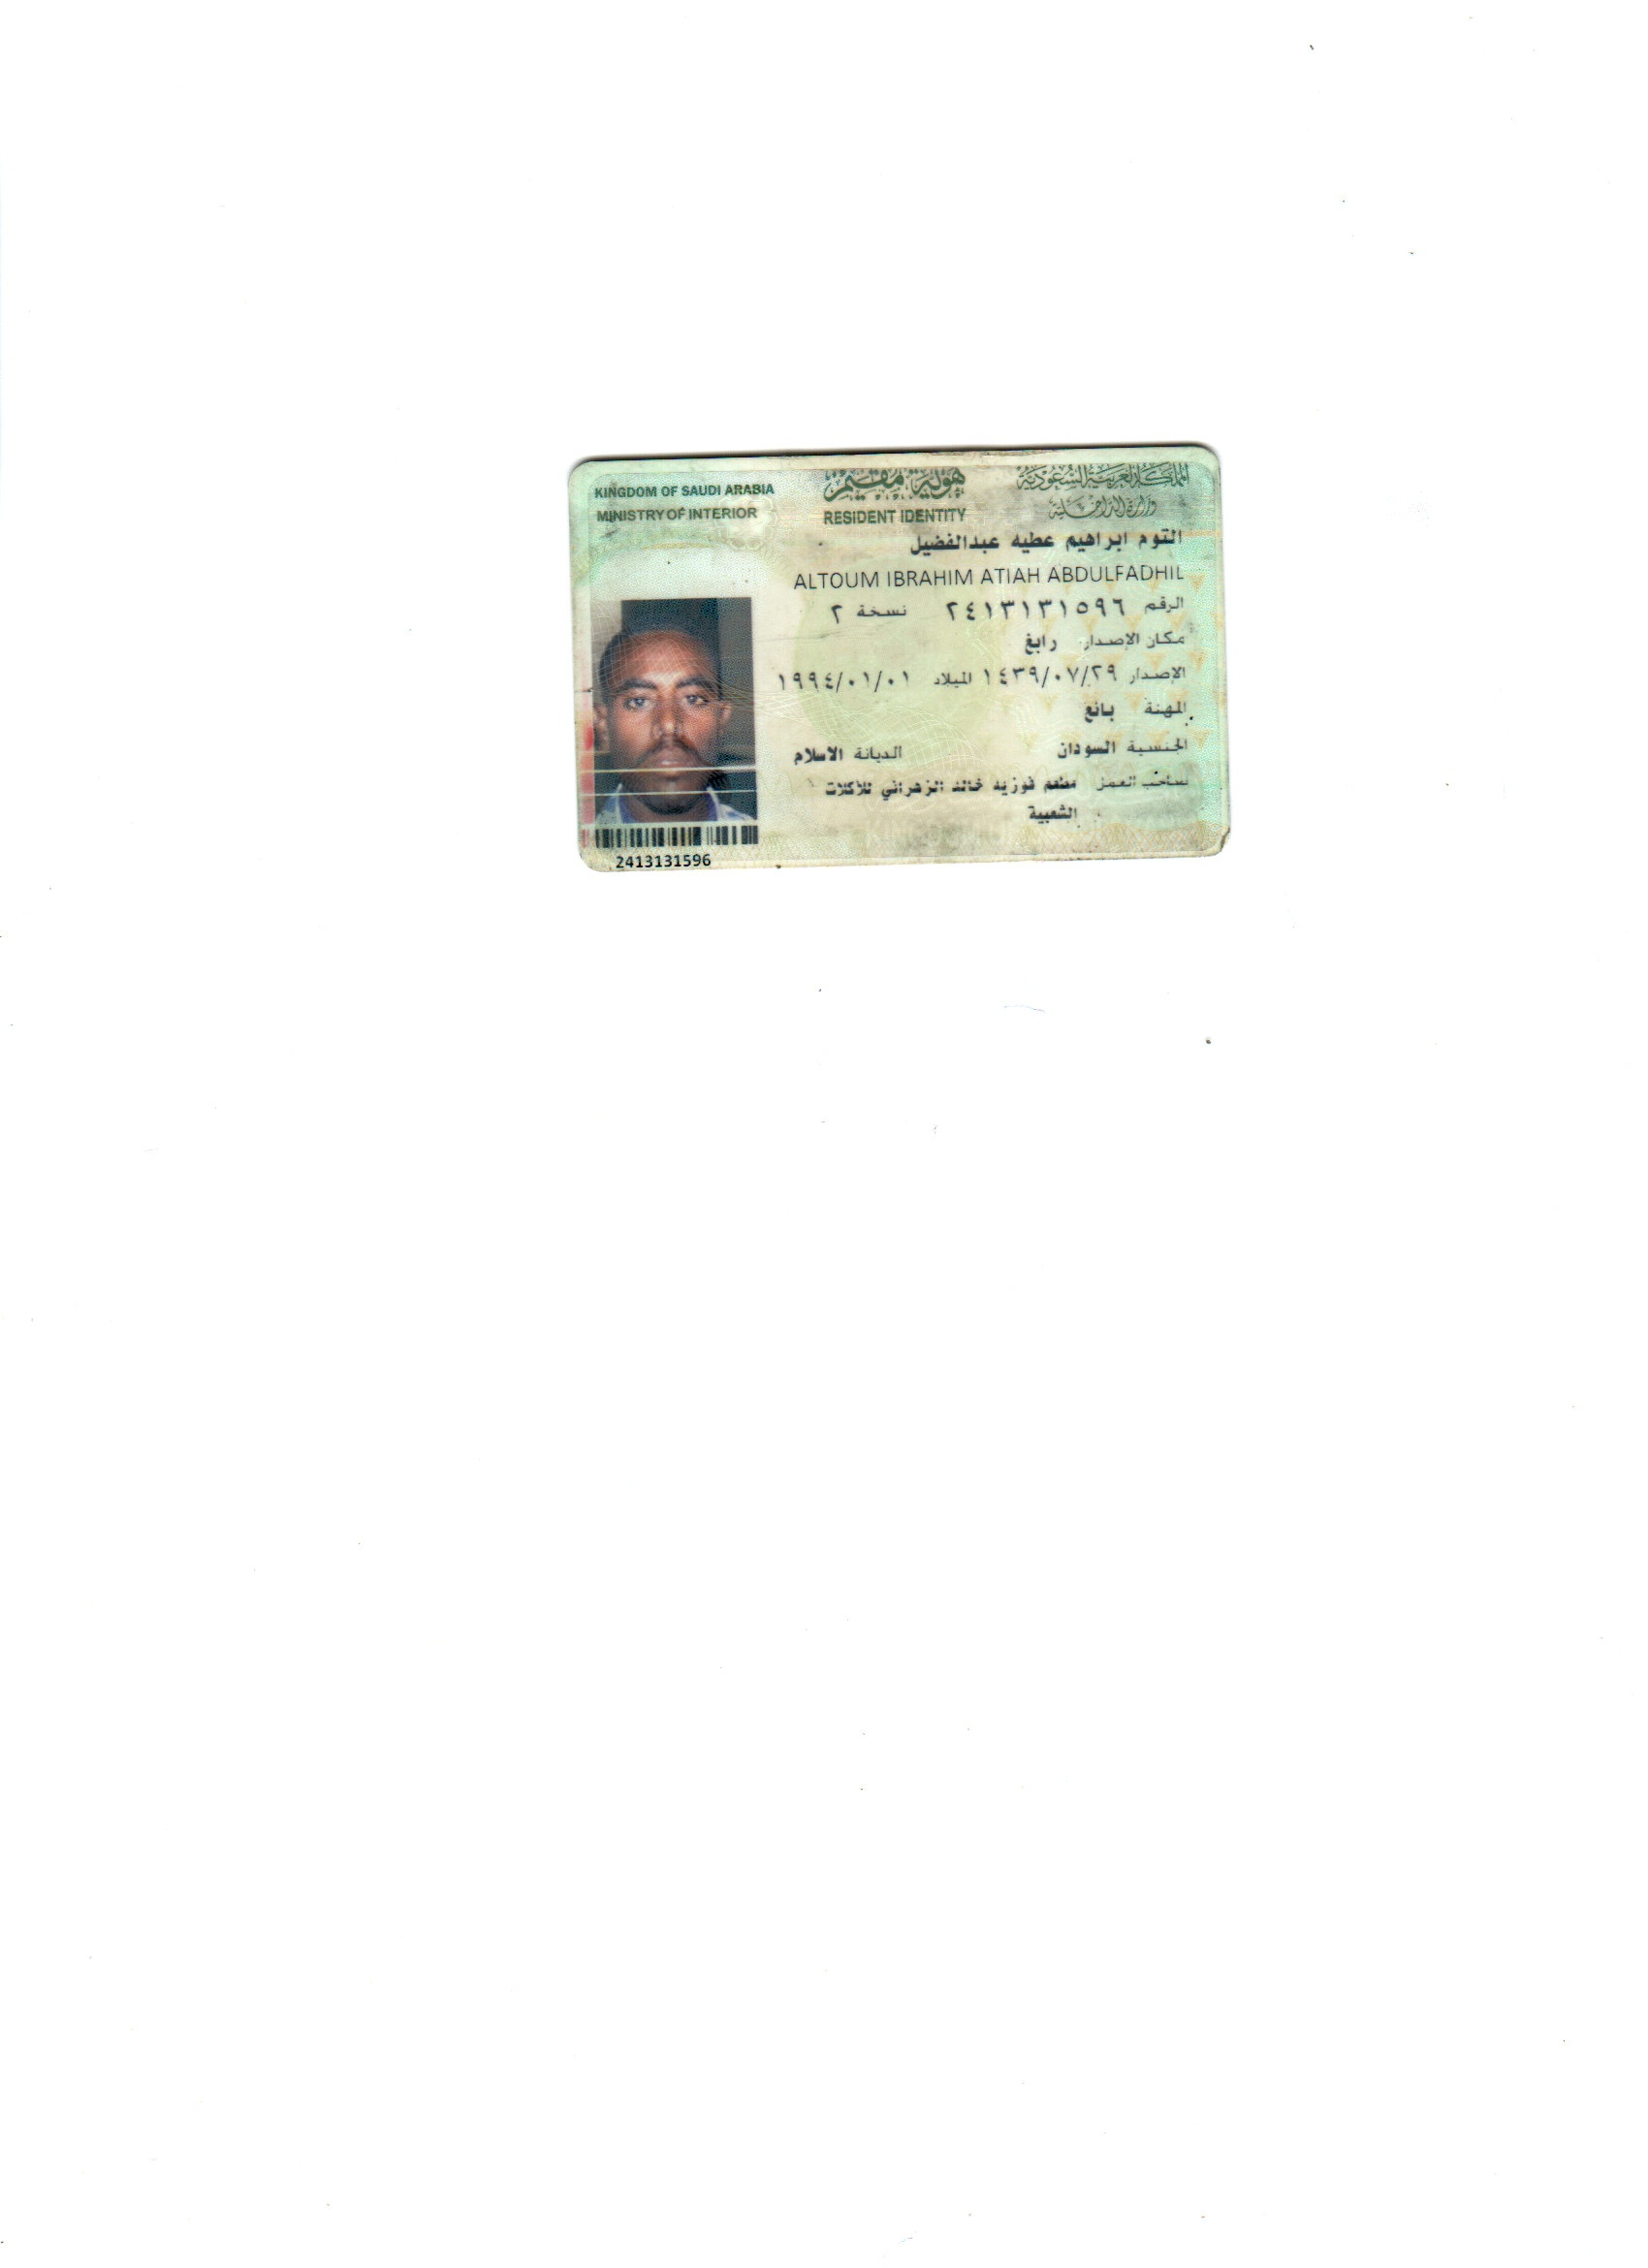 KINGDOM OF SAUDI ARABIA
MINISTRY OF INTERIOR
هوية مقيم
RESIDENT IDENTITY
المملكة العربية السعودية
وزارة الداخلية
التوم ابراهيم عطيه عبدالفضيل
ALTOUM IBRAHIM ATIAH ABDULFADHIL
الرقم ٢٤١٣١٣١٥٩٦ نسخة ٢
مكان الإصدار رابغ
الإصدار ١٤٣٩/٠٧/٢٩ الميلاد ١٩٩٤/٠١/٠١
المهنة بائع
الجنسية السودان الديانة الاسلام
صاحب العمل مطعم فوزيه خالد الزهراني للأكلات
الشعبية
2413131596